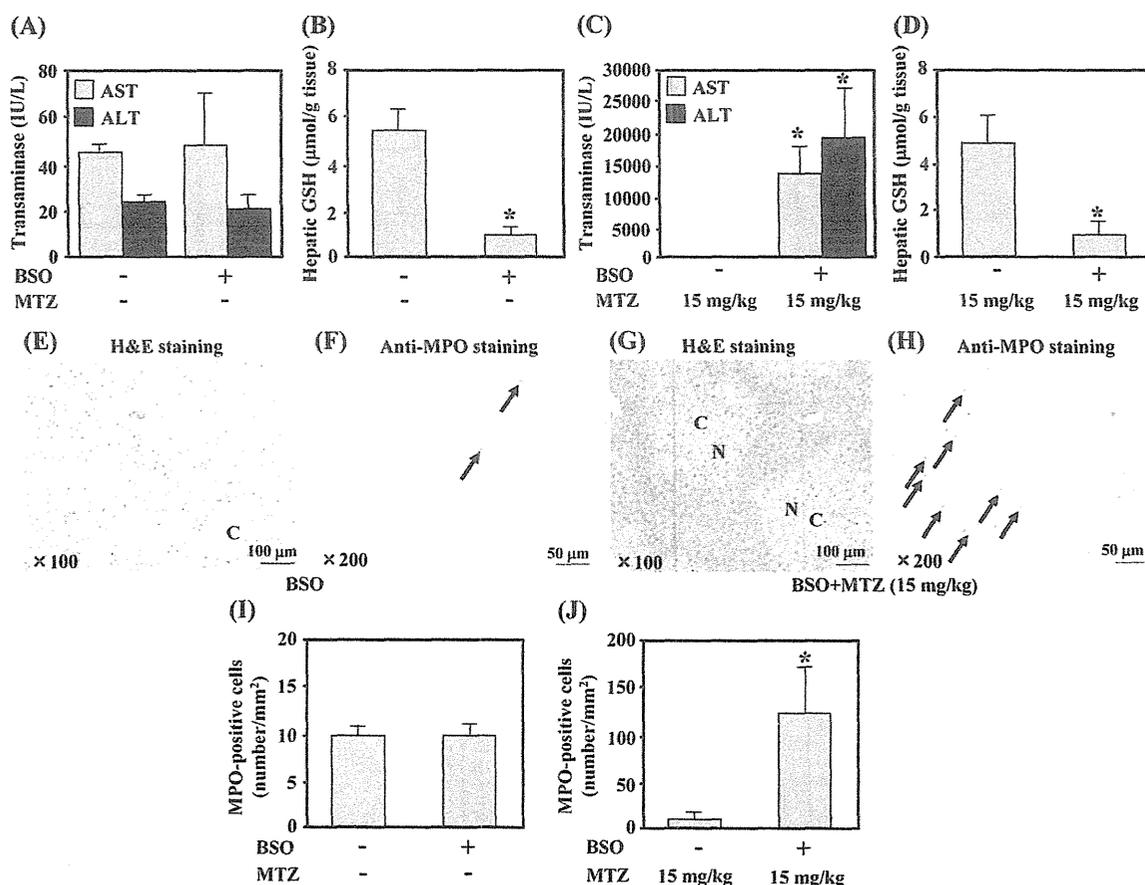 (A)
Transaminase (IU/L)
80
60
40
20
0
AST
ALT
BSO - +
MTZ - -
(B)
Hepatic GSH (μmol/g tissue)
8
6
4
2
0
*
- +
- -
(C)
Transaminase (IU/L)
30000
25000
20000
15000
10000
5000
0
AST
ALT
* *
BSO - +
MTZ 15 mg/kg 15 mg/kg
(D)
Hepatic GSH (μmol/g tissue)
8
6
4
2
0
*
- +
15 mg/kg 15 mg/kg
(E)
H&E staining
C
×100
100 μm
(F)
Anti-MPO staining
×200
50 μm
BSO
(G)
H&E staining
C
N
N
C
×100
100 μm
(H)
Anti-MPO staining
×200
50 μm
BSO+MTZ (15 mg/kg)
(I)
MPO-positive cells
(number/mm²)
20
15
10
5
0
BSO - +
MTZ - -
(J)
MPO-positive cells
(number/mm²)
200
150
100
50
0
*
BSO - +
MTZ 15 mg/kg 15 mg/kg